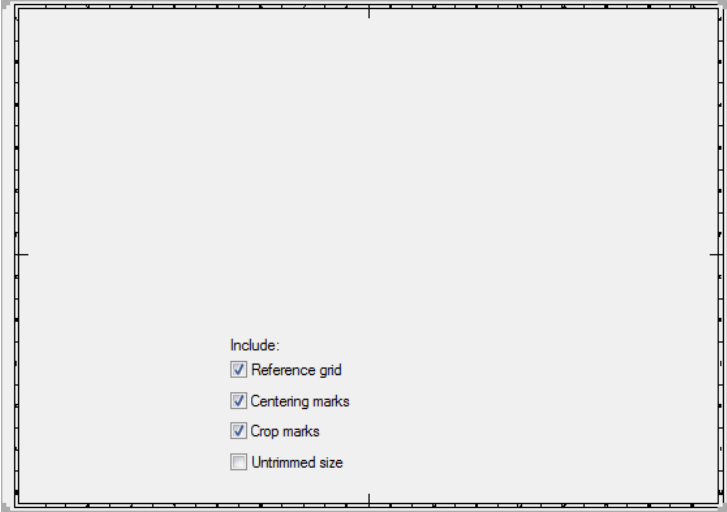 Include:
Reference grid
Centering marks
Crop marks
Untrimmed size